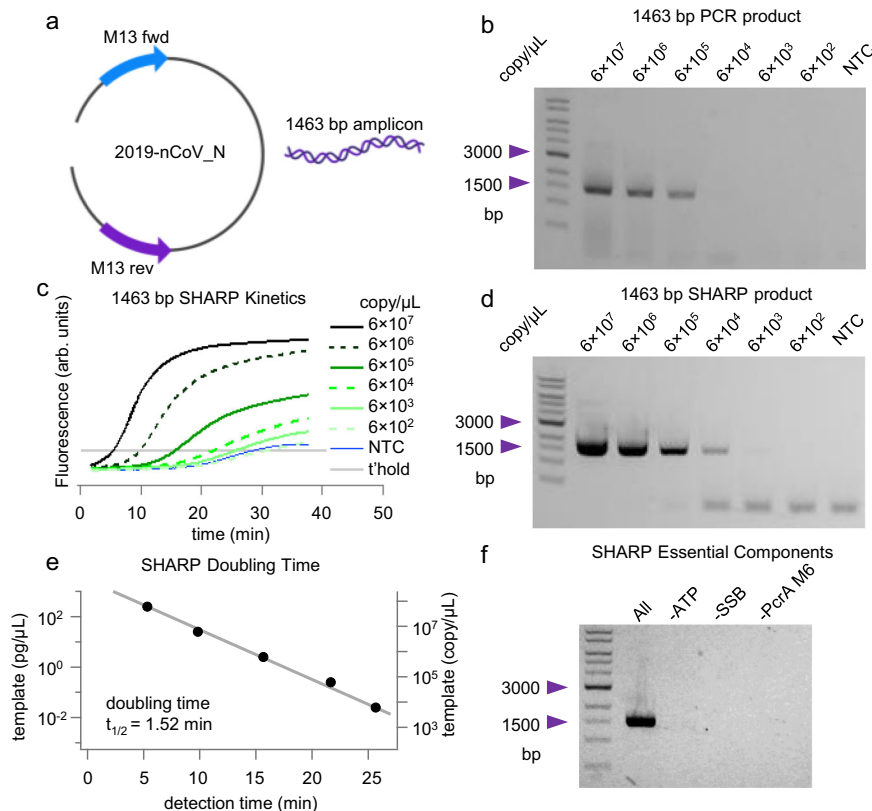 a
M13 fwd
2019-nCoV_N
M13 rev
1463 bp amplicon
b
1463 bp PCR product
copy/µL
6×10⁷
6×10⁶
6×10⁵
6×10⁴
6×10³
6×10²
NTC
3000
1500
bp
c
1463 bp SHARP Kinetics
copy/µL
6×10⁷
6×10⁶
6×10⁵
6×10⁴
6×10³
6×10²
NTC
t'hold
Fluorescence (arb. units)
0 10 20 30 40 50
time (min)
d
1463 bp SHARP product
copy/µL
6×10⁷
6×10⁶
6×10⁵
6×10⁴
6×10³
6×10²
NTC
3000
1500
bp
e
SHARP Doubling Time
template (pg/µL)
10²
10⁰
10⁻²
doubling time
t₁/₂ = 1.52 min
template (copy/µL)
10⁷
10⁵
10³
0 5 10 15 20 25
detection time (min)
f
SHARP Essential Components
All
-ATP
-SSB
-PcrA M6
3000
1500
bp